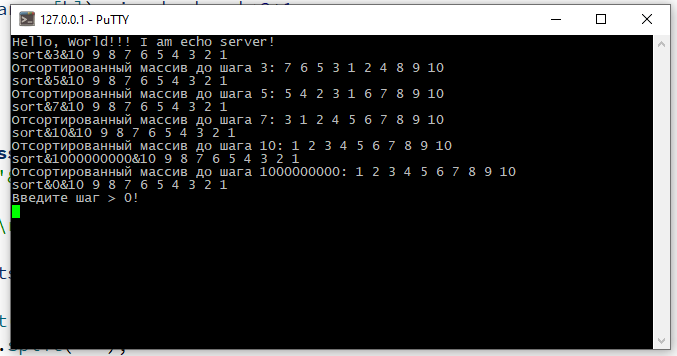 127.0.0.1 - PuTTY
Hello, World!!! I am echo server!
sort&3&10 9 8 7 6 5 4 3 2 1
Отсортированный массив до шага 3: 7 6 5 3 1 2 4 8 9 10
sort&5&10 9 8 7 6 5 4 3 2 1
Отсортированный массив до шага 5: 5 4 2 3 1 6 7 8 9 10
sort&7&10 9 8 7 6 5 4 3 2 1
Отсортированный массив до шага 7: 3 1 2 4 5 6 7 8 9 10
sort&10&10 9 8 7 6 5 4 3 2 1
Отсортированный массив до шага 10: 1 2 3 4 5 6 7 8 9 10
sort&1000000000&10 9 8 7 6 5 4 3 2 1
Отсортированный массив до шага 1000000000: 1 2 3 4 5 6 7 8 9 10
sort&0&10 9 8 7 6 5 4 3 2 1
Введите шаг > 0!